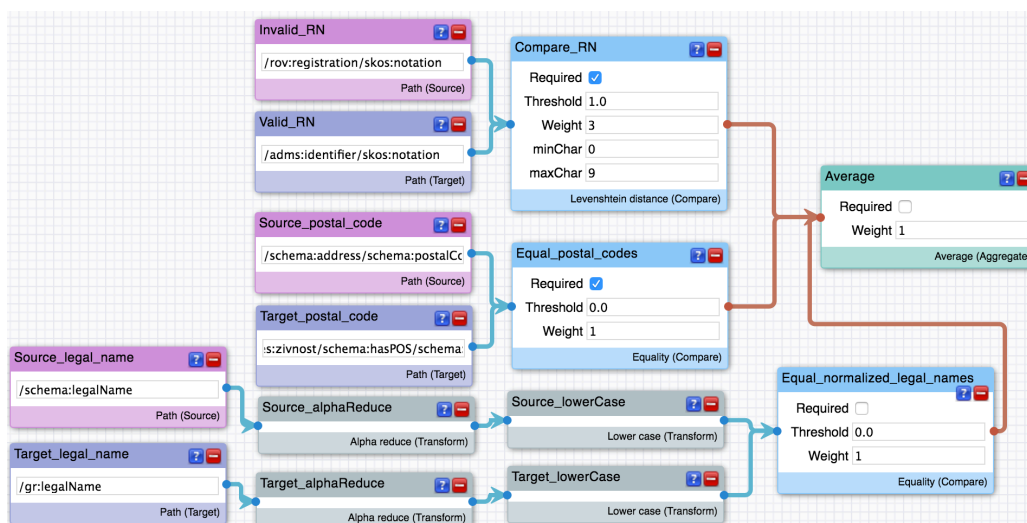 Invalid_RN
/rov:registration/skos:notation
Path (Source)
Valid_RN
/adms:identifier/skos:notation
Path (Target)
Compare_RN
Required
Threshold 1.0
Weight 3
minChar 0
maxChar 9
Levenshtein distance (Compare)
Average
Required
Weight 1
Average (Aggregate
Source_postal_code
/schema:address/schema:postalCo
Path (Source)
Target_postal_code
s:zivnost/schema:hasPOS/schema:
Path (Target)
Equal_postal_codes
Required
Threshold 0.0
Weight 1
Equality (Compare)
Source_legal_name
/schema:legalName
Path (Source)
Target_legal_name
/gr:legalName
Path (Target)
Source_alphaReduce
Alpha reduce (Transform)
Target_alphaReduce
Alpha reduce (Transform)
Source_lowerCase
Lower case (Transform)
Target_lowerCase
Lower case (Transform)
Equal_normalized_legal_names
Required
Threshold 0.0
Weight 1
Equality (Compare)